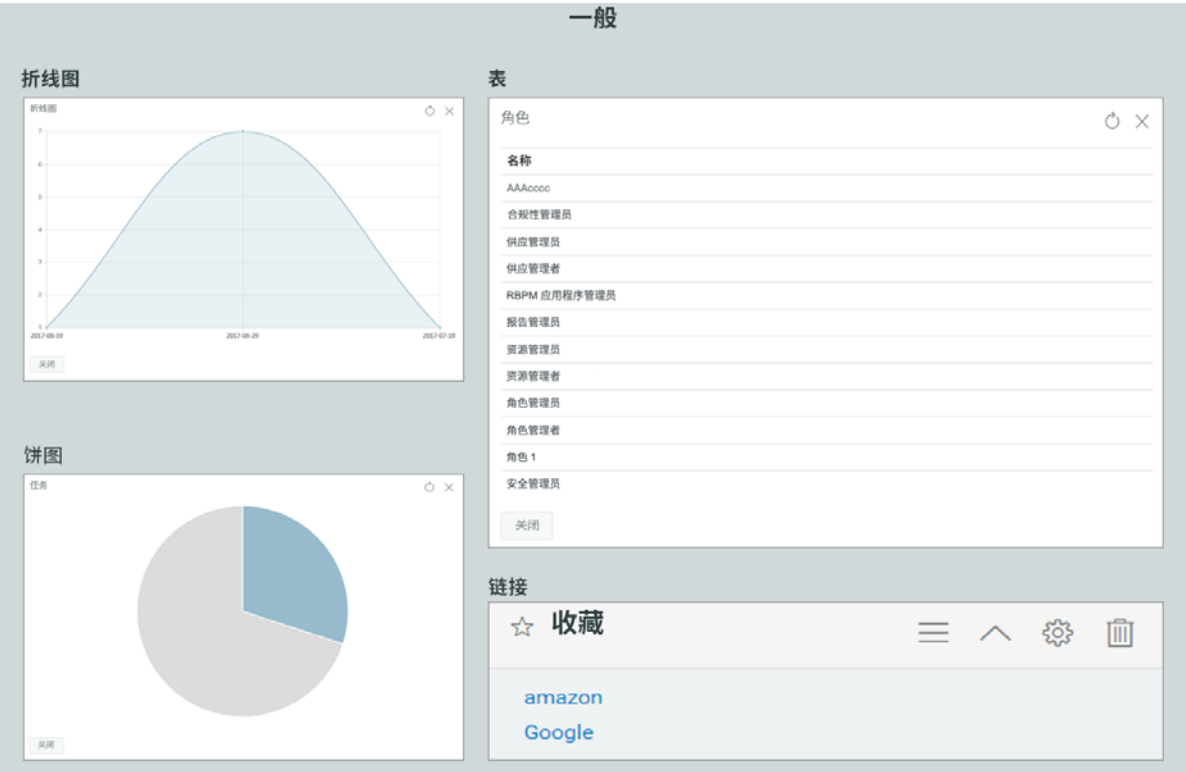 一般
折线图
折线图
7
6
5
4
3
2
1
2017-06-19
2017-06-29
2017-07-19
关闭
表
角色
名称
AAAcccc
合规性管理员
供应管理员
供应管理者
RBPM 应用程序管理员
报告管理员
资源管理员
资源管理者
角色管理员
角色管理者
角色 1
安全管理员
关闭
饼图
任务
关闭
链接
收藏
amazon
Google